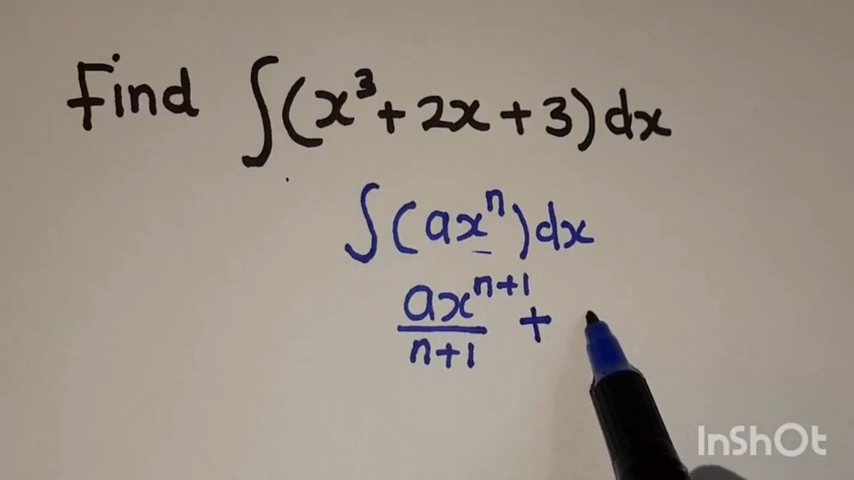 Find ∫(x³ + 2x + 3)dx
∫(axⁿ)dx
axⁿ⁺¹
n+1
+
InShOt